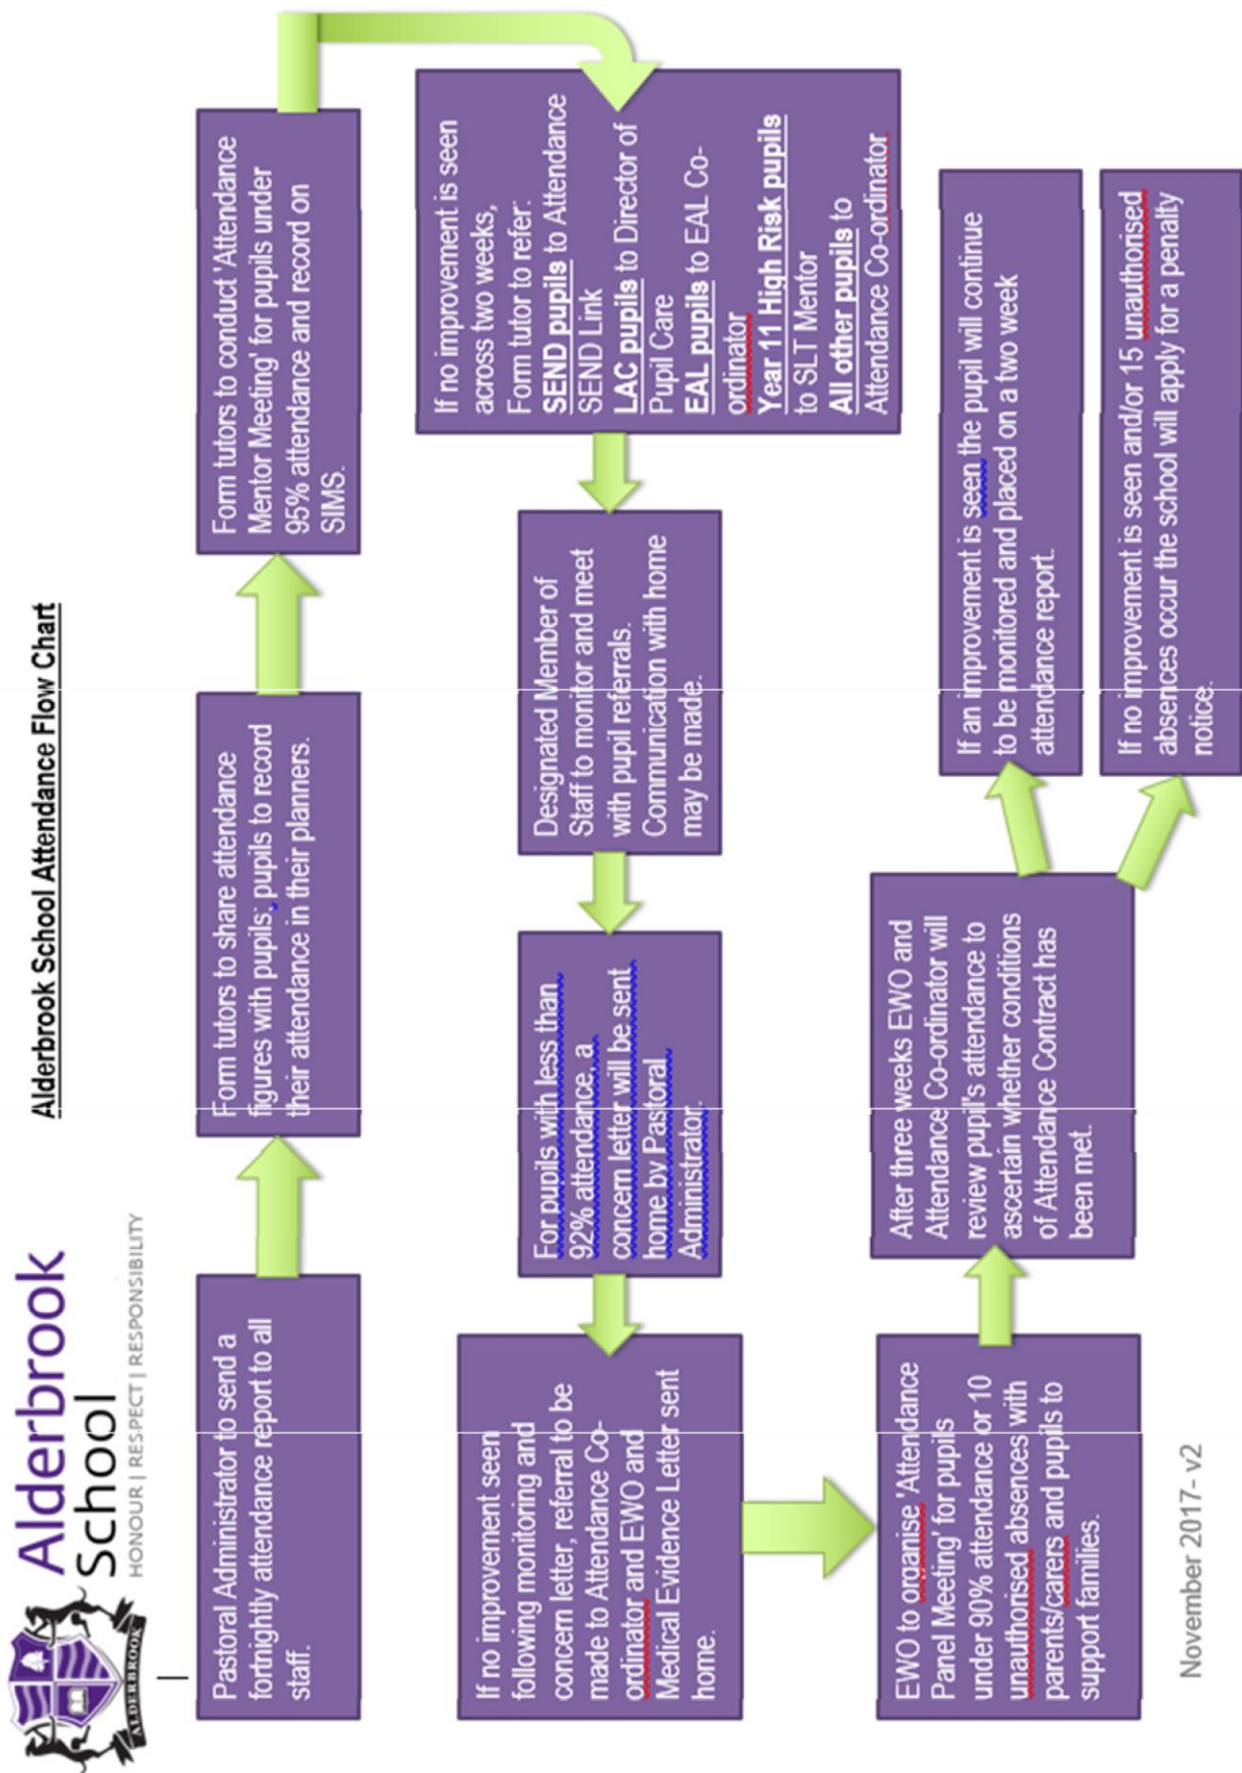 Alderbrook
School
HONOUR | RESPECT | RESPONSIBILITY
ALDERBROOK
Alderbrook School Attendance Flow Chart
Pastoral Administrator to send a
fortnightly attendance report to all
staff.
Form tutors to share attendance
figures with pupils; pupils to record
their attendance in their planners.
Form tutors to conduct 'Attendance
Mentor Meeting' for pupils under
95% attendance and record on
SIMS.
If no improvement is seen
across two weeks,
Form tutor to refer:
SEND pupils to Attendance
SEND Link
LAC pupils to Director of
Pupil Care
EAL pupils to EAL Co-
ordinator
Year 11 High Risk pupils
to SLT Mentor
All other pupils to
Attendance Co-ordinator
Designated Member of
Staff to monitor and meet
with pupil referrals.
Communication with home
may be made.
For pupils with less than
92% attendance, a
concern letter will be sent
home by Pastoral
Administrator.
If no improvement seen
following monitoring and
concern letter, referral to be
made to Attendance Co-
ordinator and EWO and
Medical Evidence Letter sent
home.
EWO to organise 'Attendance
Panel Meeting' for pupils
under 90% attendance or 10
unauthorised absences with
parents/carers and pupils to
support families.
After three weeks EWO and
Attendance Co-ordinator will
review pupil's attendance to
ascertain whether conditions
of Attendance Contract has
been met.
If an improvement is seen the pupil will continue
to be monitored and placed on a two week
attendance report.
If no improvement is seen and/or 15 unauthorised
absences occur the school will apply for a penalty
notice.
November 2017- v2